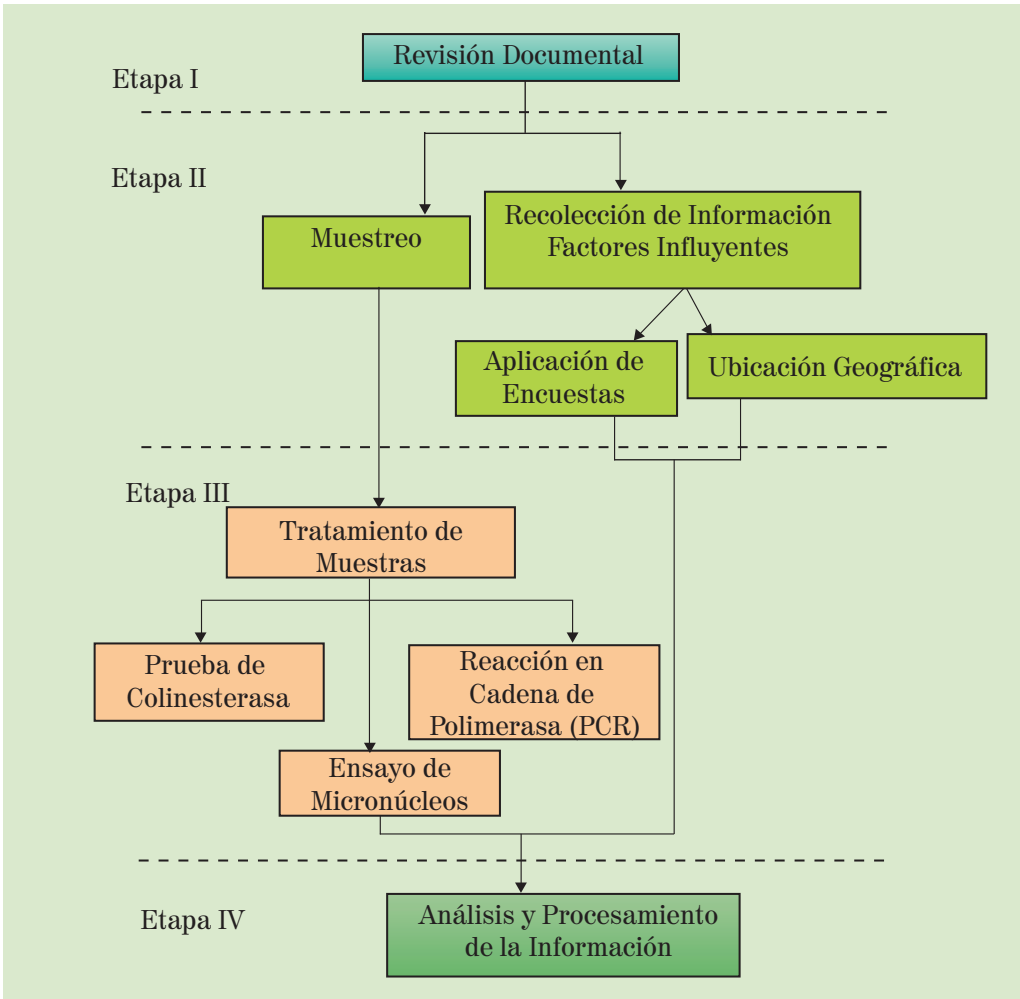 Revisión Documental
Etapa I
Etapa II
Muestreo
Recolección de Información
Factores Influyentes
Aplicación de
Encuestas
Ubicación Geográfica
Etapa III
Tratamiento de
Muestras
Prueba de
Colinesterasa
Reacción en
Cadena de
Polimerasa (PCR)
Ensayo de
Micronúcleos
Etapa IV
Análisis y Procesamiento
de la Información